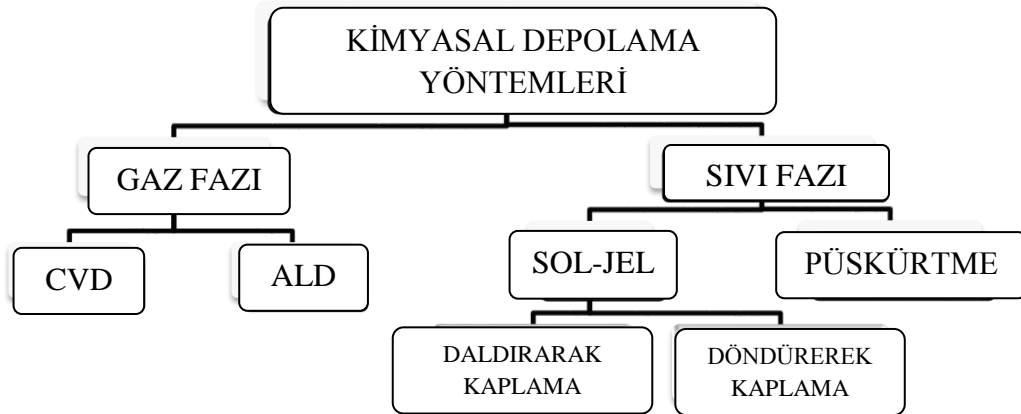 KİMYASAL DEPOLAMA
YÖNTEMLERİ
GAZ FAZI
SIVI FAZI
CVD
ALD
SOL-JEL
PÜSKÜRTME
DALDIRARAK
KAPLAMA
DÖNDÜREREK
KAPLAMA